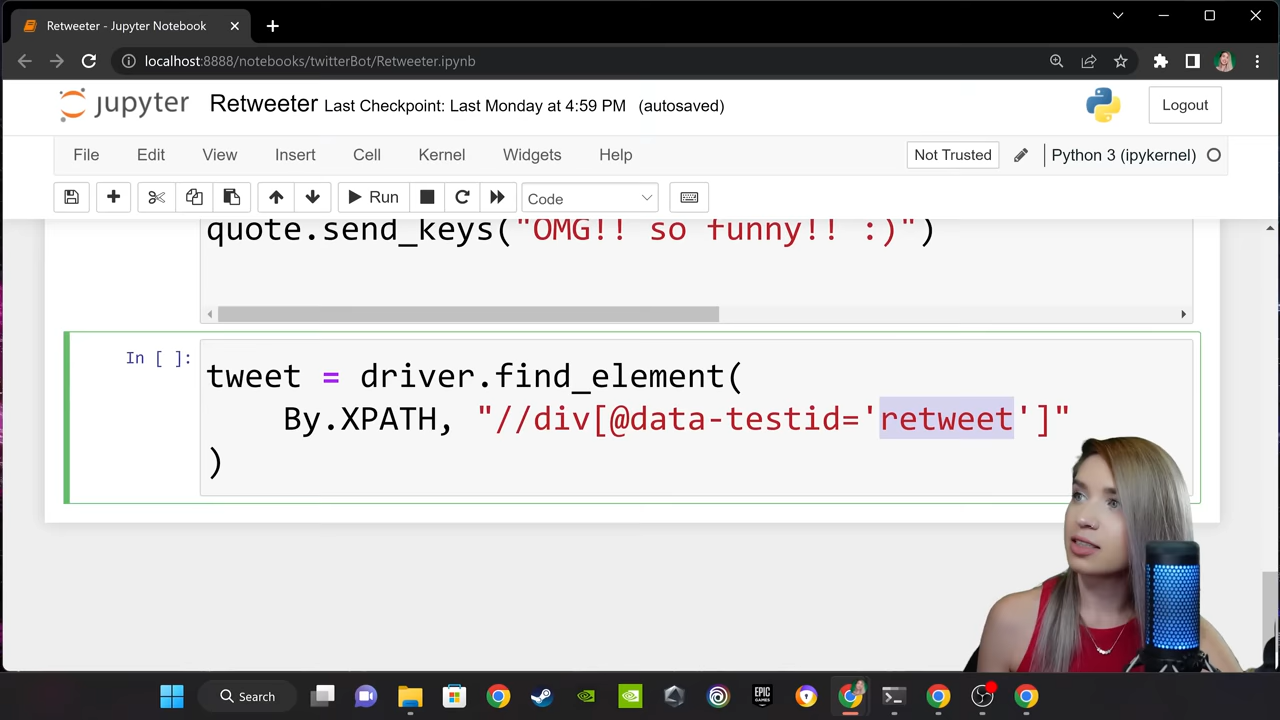 Retweeter - Jupyter Notebook
localhost:8888/notebooks/twitterBot/Retweeter.ipynb
jupyter Retweeter Last Checkpoint: Last Monday at 4:59 PM (autosaved)
Logout
File Edit View Insert Cell Kernel Widgets Help
Not Trusted
Python 3 (ipykernel)
Run
Code
quote.send_keys("OMG!! so funny!! :)")
In [ ]:
tweet = driver.find_element(
By.XPATH, "//div[@data-testid='retweet']"
)
Search
EPIC
GAMES